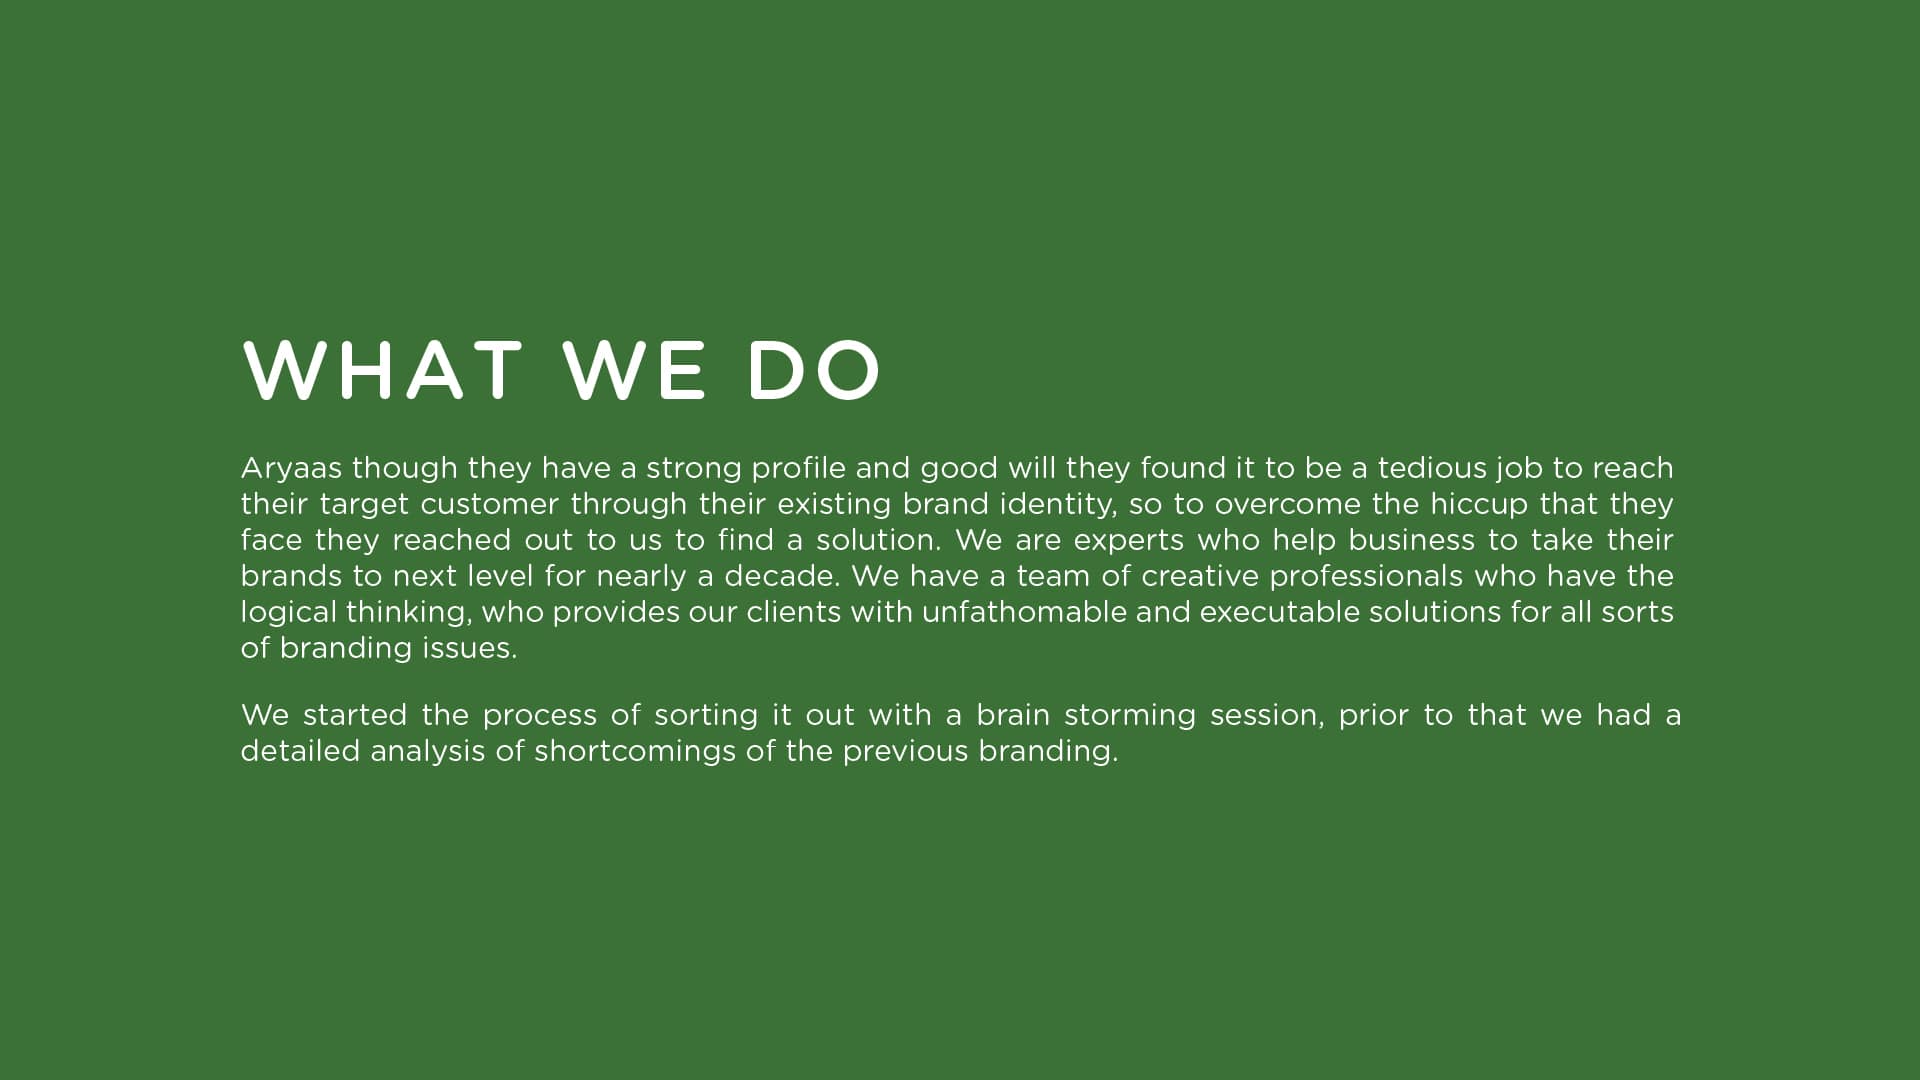 WHAT WE DO
Aryaas though they have a strong profile and good will they found it to be a tedious job to reach
their target customer through their existing brand identity, so to overcome the hiccup that they
face they reached out to us to find a solution. We are experts who help business to take their
brands to next level for nearly a decade. We have a team of creative professionals who have the
logical thinking, who provides our clients with unfathomable and executable solutions for all sorts
of branding issues.
We started the process of sorting it out with a brain storming session, prior to that we had a
detailed analysis of shortcomings of the previous branding.